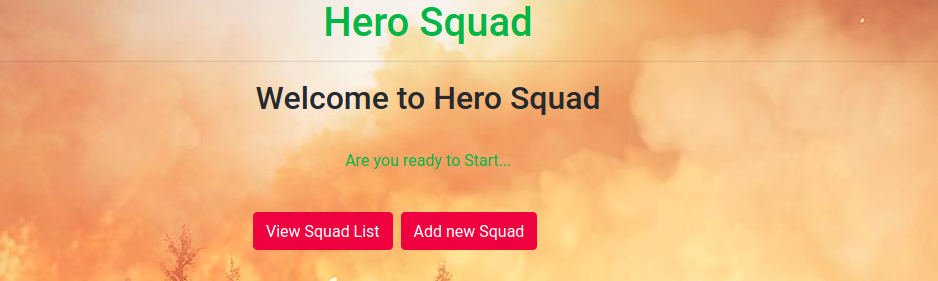 Hero Squad
Welcome to Hero Squad
Are you ready to Start...
View Squad List
Add new Squad